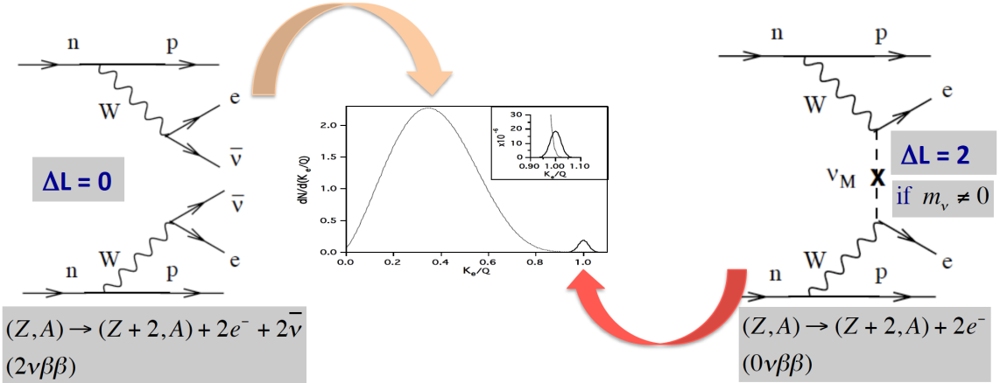 n p
W
e
ν̄
ΔL = 0
ν̄
e
W
n p
(Z, A) → (Z + 2, A) + 2e⁻ + 2ν̄
(2νββ)
dN/d(Kₑ/Q)
2.0
1.5
1.0
0.5
0.0
0.0 0.2 0.4 0.6 0.8 1.0
Kₑ/Q
x10⁻⁶
30
20
10
0
0.90 1.00 1.10
Kₑ/Q
n p
W
e
ΔL = 2
ν_M X
if m_ν ≠ 0
e
W
n p
(Z, A) → (Z + 2, A) + 2e⁻
(0νββ)